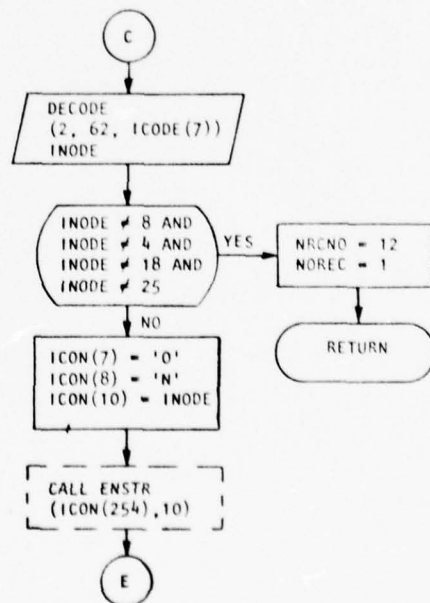 C
DECODE
(2, 62, ICODE(7))
INODE
INODE ≠ 8 AND
INODE ≠ 4 AND
INODE ≠ 18 AND
INODE ≠ 25
YES
NRCNO = 12
NOREC = 1
RETURN
NO
ICON(7) = 'O'
ICON(8) = 'N'
ICON(10) = INODE
CALL ENSTR
(ICON(254),10)
E